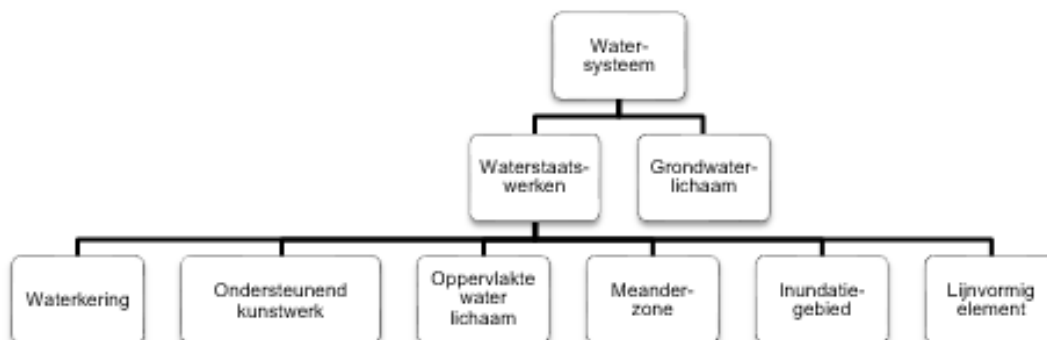 Water-
systeem
Waterstaats-
werken
Grondwater-
lichaam
Waterkering
Ondersteunend
kunstwerk
Oppervlakte
water
lichaam
Meander-
zone
Inundatie-
gebied
Lijnvormig
element